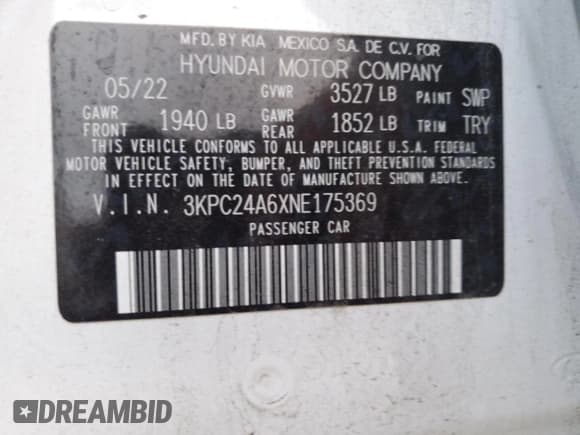 MFD. BY KIA MEXICO S.A. DE C.V. FOR
HYUNDAI MOTOR COMPANY
05/22 GVWR 3527 LB PAINT SWP
GAWR FRONT 1940 LB GAWR REAR 1852 LB TRIM TRY
THIS VEHICLE CONFORMS TO ALL APPLICABLE U.S.A. FEDERAL
MOTOR VEHICLE SAFETY, BUMPER, AND THEFT PREVENTION STANDARDS
IN EFFECT ON THE DATE OF MANUFACTURE SHOWN ABOVE.
V.I.N. 3KPC24A6XNE175369
PASSENGER CAR
DREAMBID